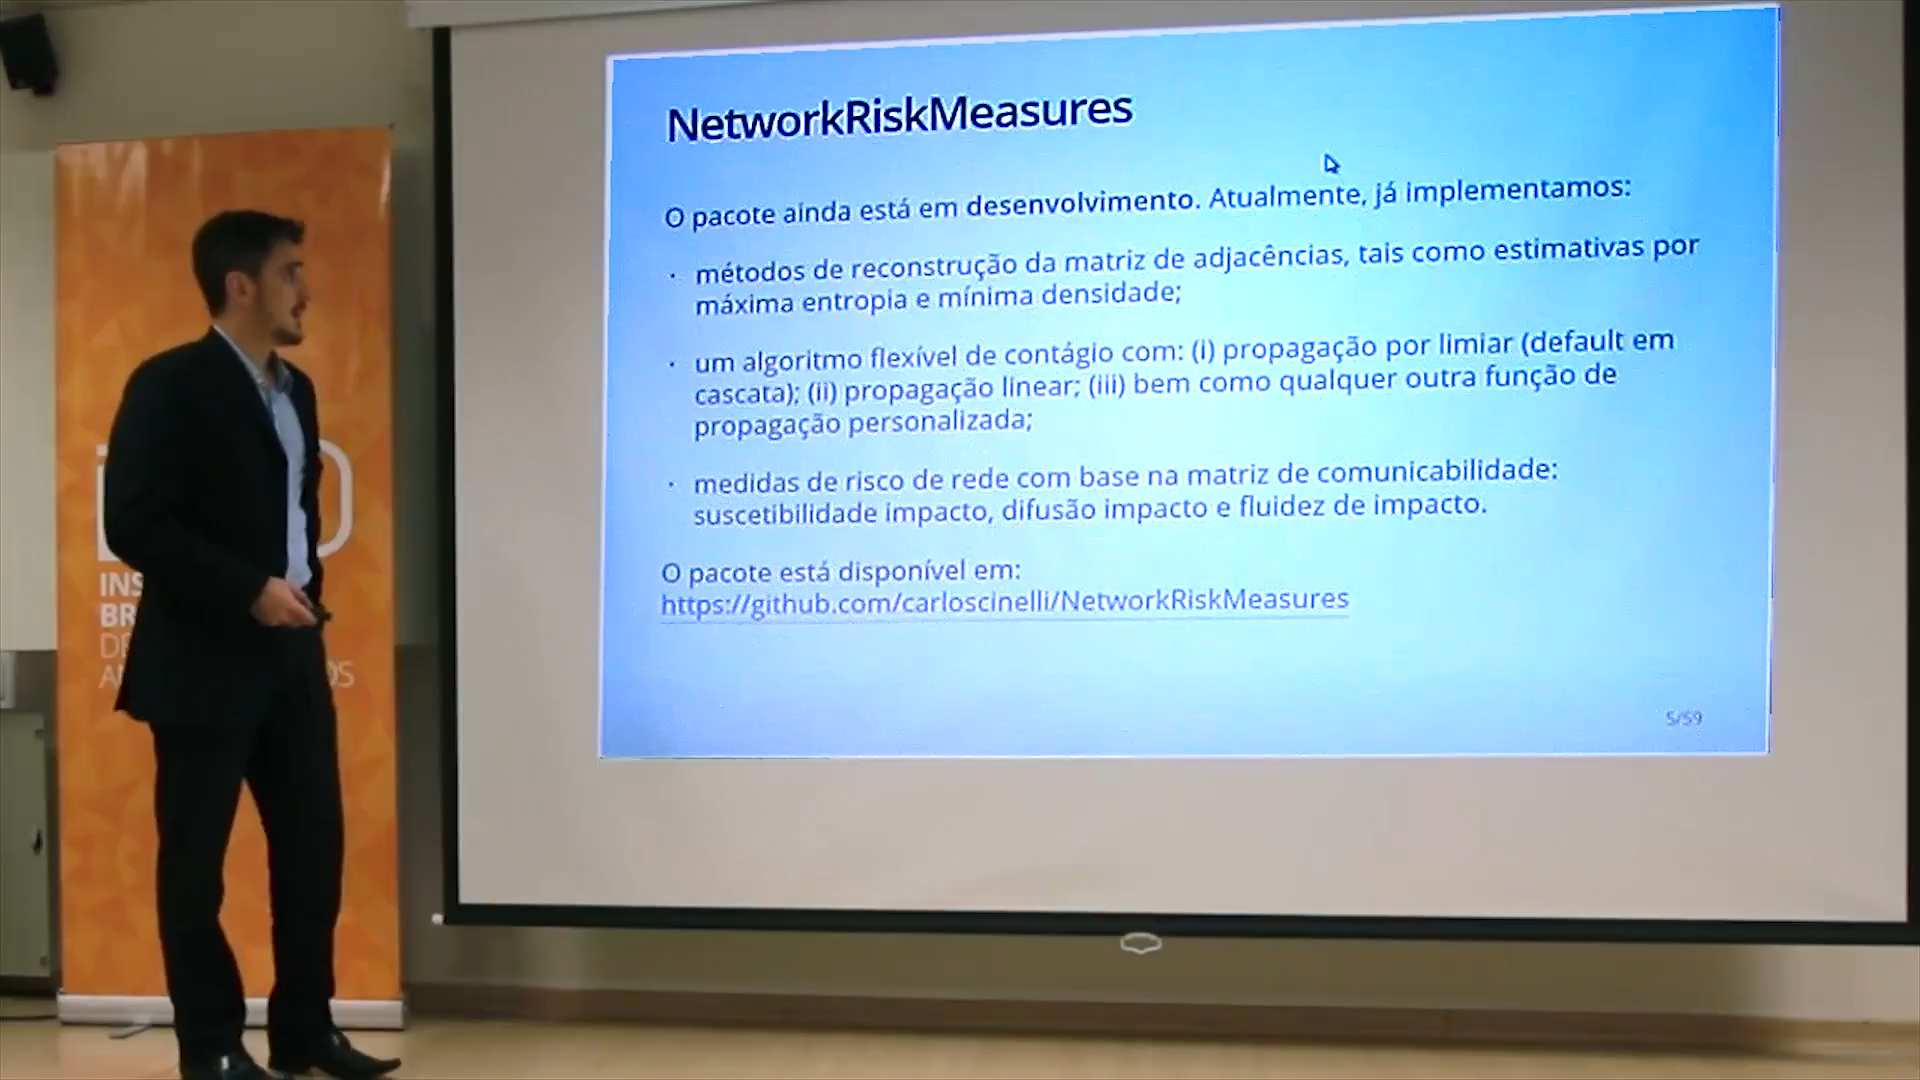 NetworkRiskMeasures
O pacote ainda está em desenvolvimento. Atualmente, já implementamos:
· métodos de reconstrução da matriz de adjacências, tais como estimativas por
máxima entropia e mínima densidade;
· um algoritmo flexível de contágio com: (i) propagação por limiar (default em
cascata); (ii) propagação linear; (iii) bem como qualquer outra função de
propagação personalizada;
· medidas de risco de rede com base na matriz de comunicabilidade:
suscetibilidade impacto, difusão impacto e fluidez de impacto.
O pacote está disponível em:
https://github.com/carloscinelli/NetworkRiskMeasures
5/59